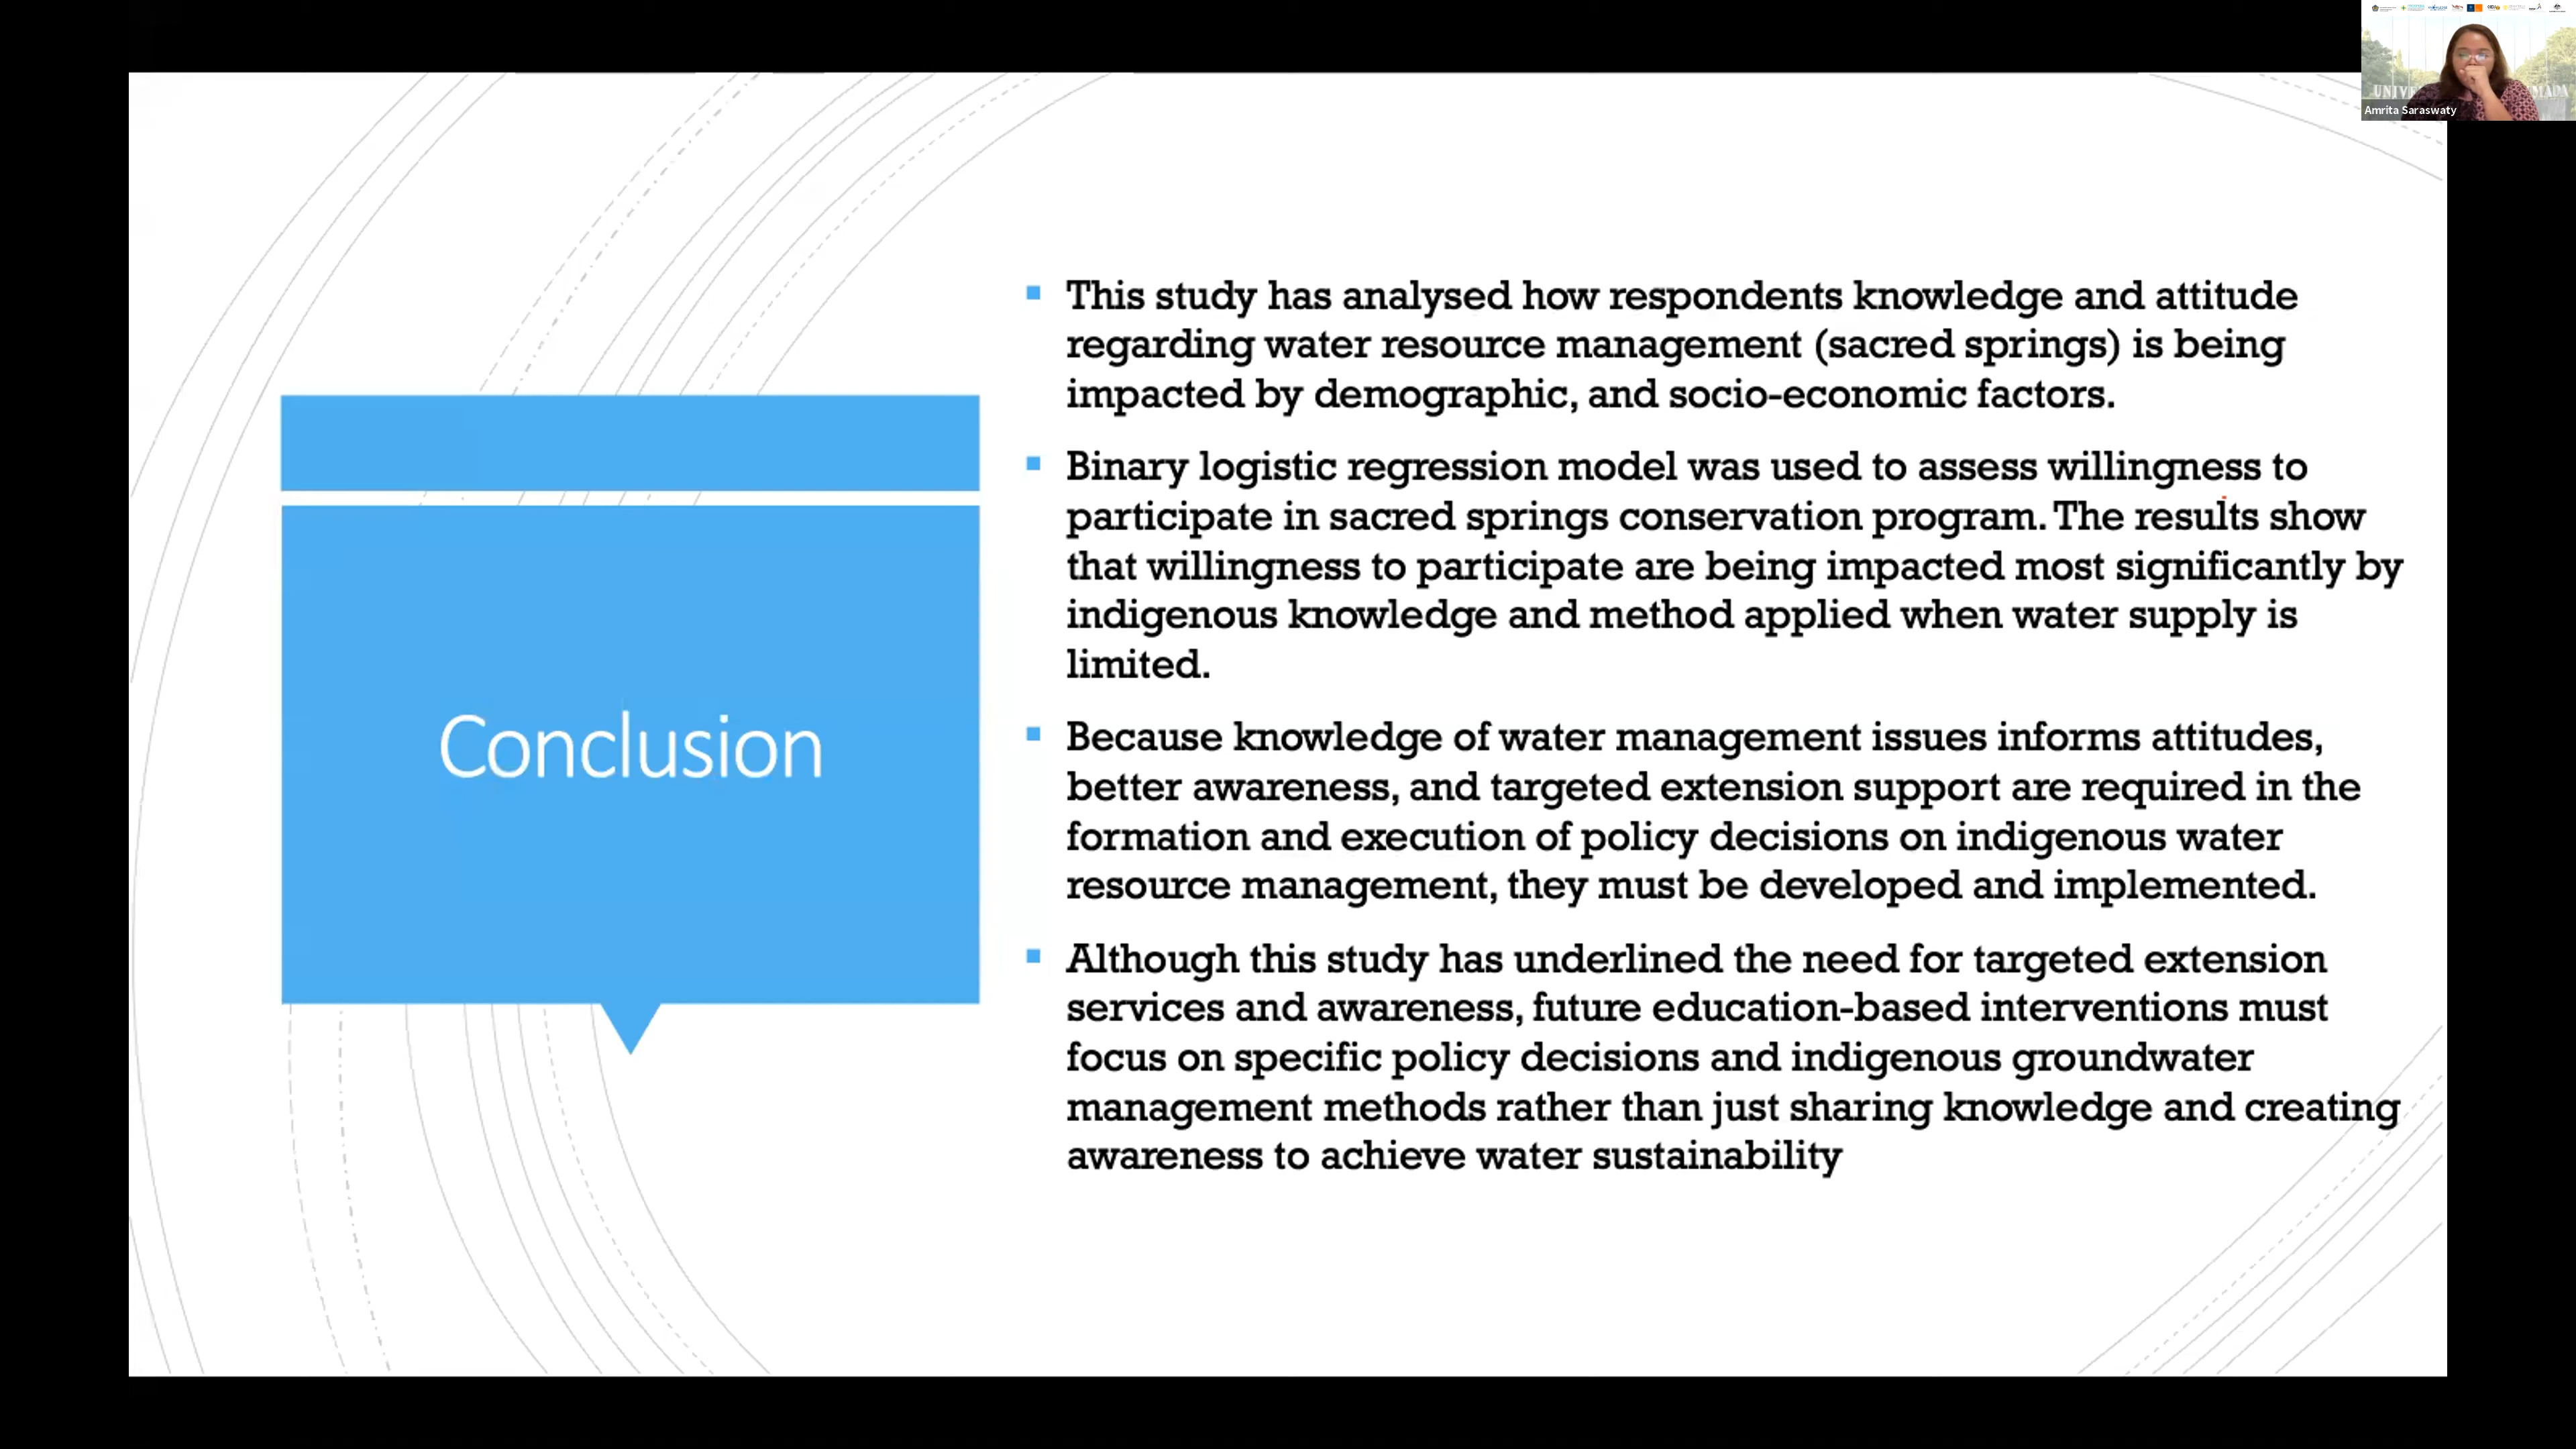 Amrita Saraswaty
Conclusion
This study has analysed how respondents knowledge and attitude
regarding water resource management (sacred springs) is being
impacted by demographic, and socio-economic factors.
Binary logistic regression model was used to assess willingness to
participate in sacred springs conservation program. The results show
that willingness to participate are being impacted most significantly by
indigenous knowledge and method applied when water supply is
limited.
Because knowledge of water management issues informs attitudes,
better awareness, and targeted extension support are required in the
formation and execution of policy decisions on indigenous water
resource management, they must be developed and implemented.
Although this study has underlined the need for targeted extension
services and awareness, future education-based interventions must
focus on specific policy decisions and indigenous groundwater
management methods rather than just sharing knowledge and creating
awareness to achieve water sustainability